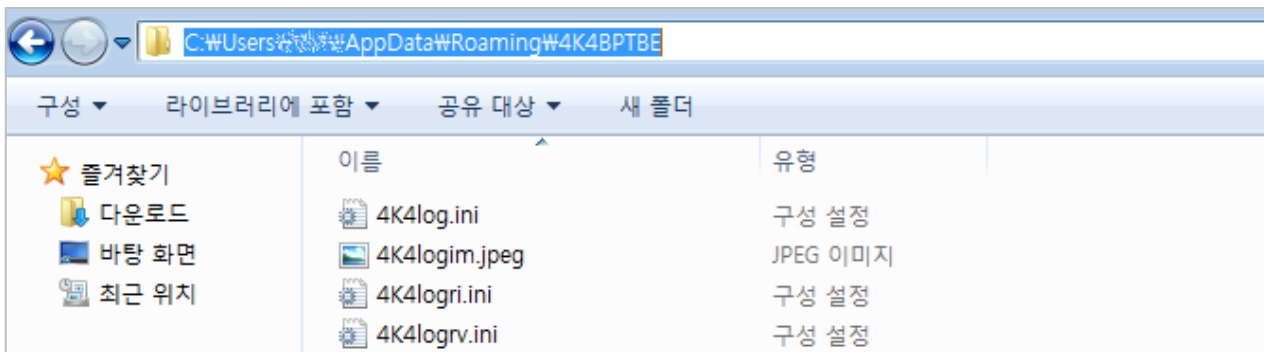 C:₩Users₩ ₩AppData₩Roaming₩4K4BPTBE
구성 라이브러리에 포함 공유 대상 새 폴더
즐겨찾기
다운로드
바탕 화면
최근 위치
이름 유형
4K4log.ini 구성 설정
4K4logim.jpeg JPEG 이미지
4K4logri.ini 구성 설정
4K4logrv.ini 구성 설정